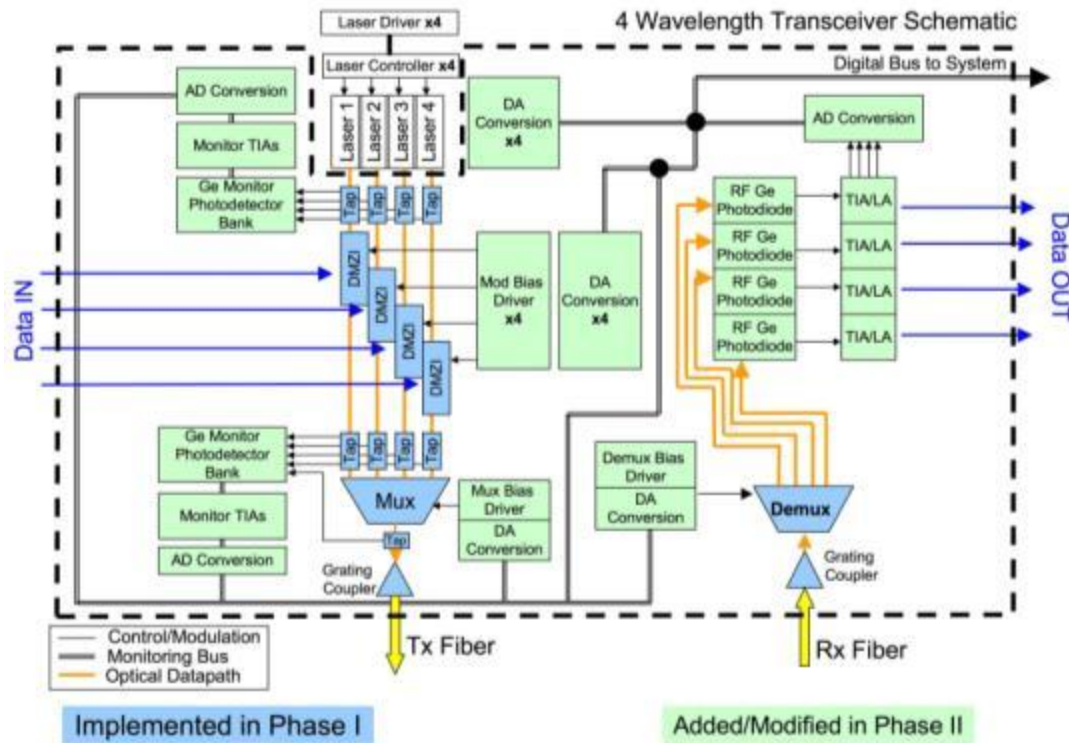 4 Wavelength Transceiver Schematic
Laser Driver x4
Laser Controller x4
Digital Bus to System
Laser 1
Laser 2
Laser 3
Laser 4
AD Conversion
Monitor TIAs
Ge Monitor
Photodetector
Bank
DA
Conversion
x4
AD Conversion
Tap
Tap
Tap
Tap
RF Ge
Photodiode
RF Ge
Photodiode
RF Ge
Photodiode
RF Ge
Photodiode
TIA/LA
TIA/LA
TIA/LA
TIA/LA
Data IN
Data OUT
DMZI
DMZI
DMZI
DMZI
Mod Bias
Driver
x4
DA
Conversion
x4
Ge Monitor
Photodetector
Bank
Monitor TIAs
AD Conversion
Tap
Tap
Tap
Tap
Mux
Tap
Mux Bias
Driver
DA
Conversion
Demux Bias
Driver
DA
Conversion
Demux
Grating
Coupler
Grating
Coupler
Tx Fiber
Rx Fiber
Control/Modulation
Monitoring Bus
Optical Datapath
Implemented in Phase I
Added/Modified in Phase II